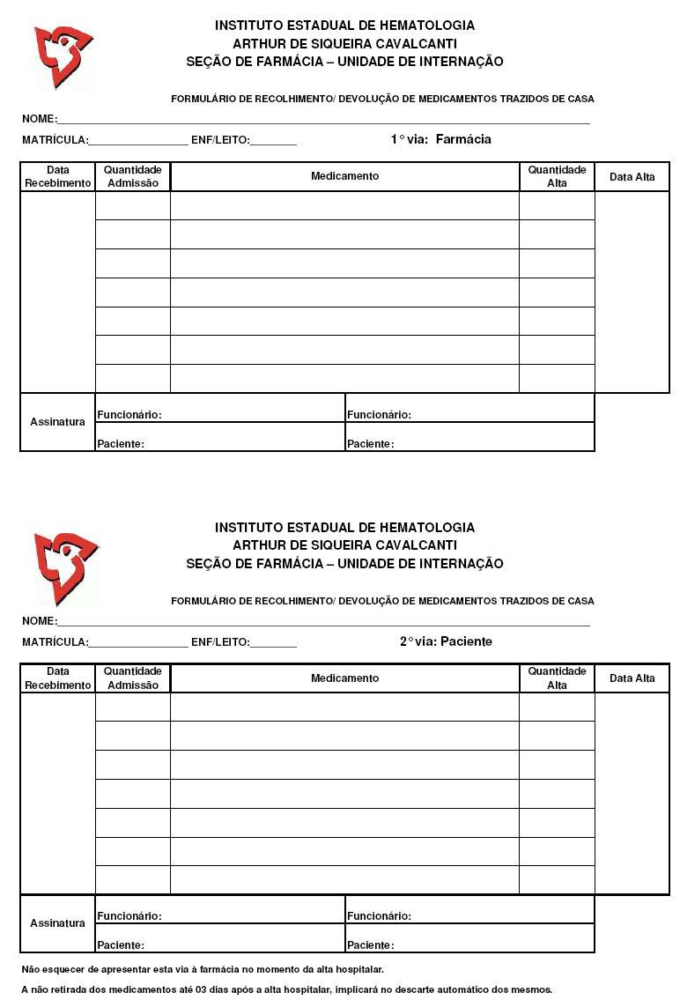 INSTITUTO ESTADUAL DE HEMATOLOGIA
ARTHUR DE SIQUEIRA CAVALCANTI
SEÇÃO DE FARMÁCIA – UNIDADE DE INTERNAÇÃO
FORMULÁRIO DE RECOLHIMENTO/ DEVOLUÇÃO DE MEDICAMENTOS TRAZIDOS DE CASA
NOME:
MATRÍCULA: ENF/LEITO: 1° via: Farmácia
Data Recebimento
Quantidade Admissão
Medicamento
Quantidade Alta
Data Alta
Assinatura
Funcionário: Funcionário:
Paciente: Paciente:
INSTITUTO ESTADUAL DE HEMATOLOGIA
ARTHUR DE SIQUEIRA CAVALCANTI
SEÇÃO DE FARMÁCIA – UNIDADE DE INTERNAÇÃO
FORMULÁRIO DE RECOLHIMENTO/ DEVOLUÇÃO DE MEDICAMENTOS TRAZIDOS DE CASA
NOME:
MATRÍCULA: ENF/LEITO: 2° via: Paciente
Data Recebimento
Quantidade Admissão
Medicamento
Quantidade Alta
Data Alta
Assinatura
Funcionário: Funcionário:
Paciente: Paciente:
Não esquecer de apresentar esta via à farmácia no momento da alta hospitalar.
A não retirada dos medicamentos até 03 dias após a alta hospitalar, implicará no descarte automático dos mesmos.